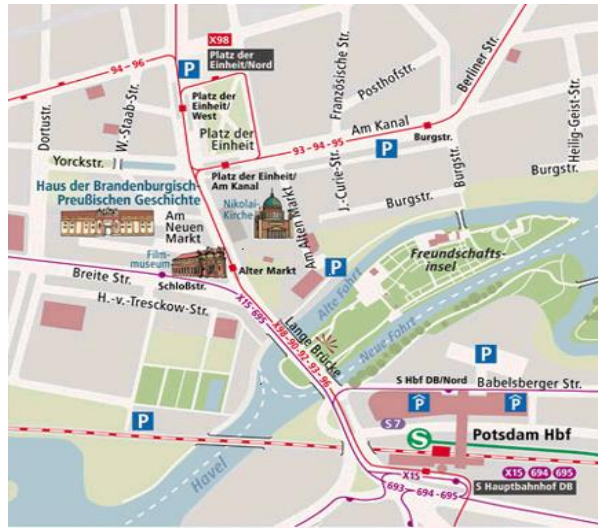 X98
Platz der
Einheit/Nord
94 - 96
P
Berliner Str.
Französische Str.
Posthofstr.
Heilig-Geist-Str.
Dortustr.
W.-Staab-Str.
Platz der
Einheit/
West
Platz der
Einheit
Am Kanal
93 - 94 - 95
Burgstr.
P
Yorckstr.
Platz der Einheit/
Am Kanal
J.-Curie-Str.
Burgstr.
Burgstr.
Haus der Brandenburgisch-
Preußischen Geschichte
Nikolai-
Kirche
Am Alten Markt
Burgstr.
Am
Neuen
Markt
Film-
museum
Alter Markt
Freundschafts-
insel
P
Breite Str.
Schloßstr.
H.-v.-Tresckow-Str.
Alte Fahrt
X15-695
X98-90-92-93-96
Lange Brücke
Neue Fahrt
P
S Hbf DB/Nord
Babelsberger Str.
P
P
P
S 7
S
Potsdam Hbf
Havel
X15
X15 694 695
S Hauptbahnhof DB
693
694-695